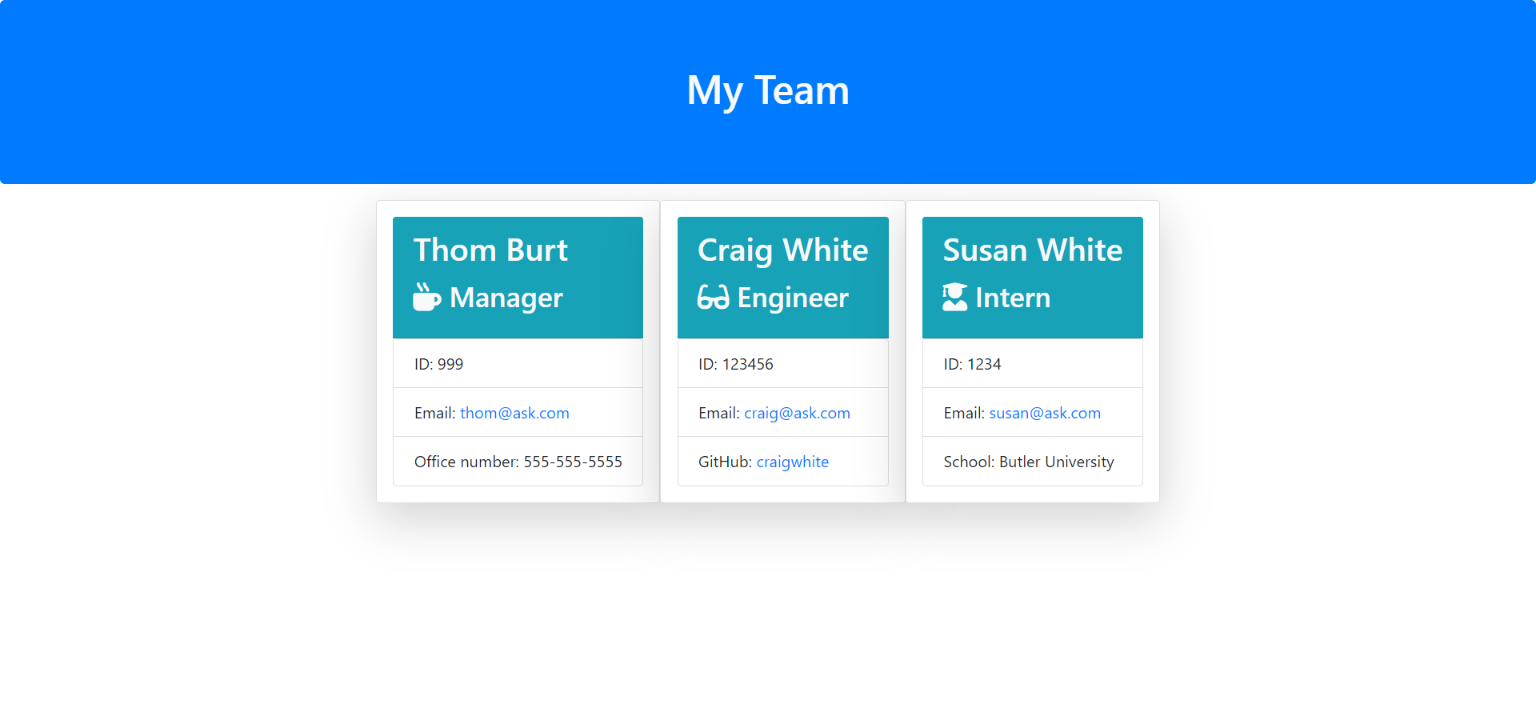 My Team
Thom Burt
Manager
ID: 999
Email: thom@ask.com
Office number: 555-555-5555
Craig White
Engineer
ID: 123456
Email: craig@ask.com
GitHub: craigwhite
Susan White
Intern
ID: 1234
Email: susan@ask.com
School: Butler University